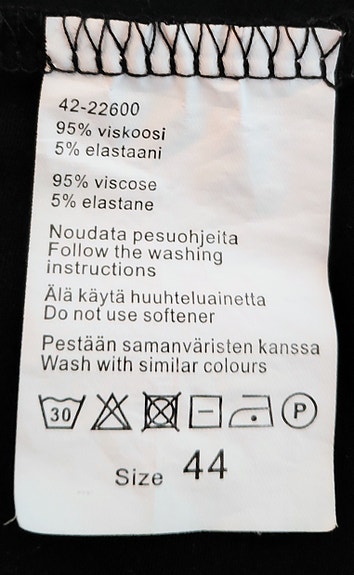 42-22600
95% viskoosi
5% elastaani
95% viscose
5% elastane
Noudata pesuohjeita
Follow the washing
instructions
Älä käytä huuhteluainetta
Do not use softener
Pestään samanväristen kanssa
Wash with similar colours
30 P
Size 44